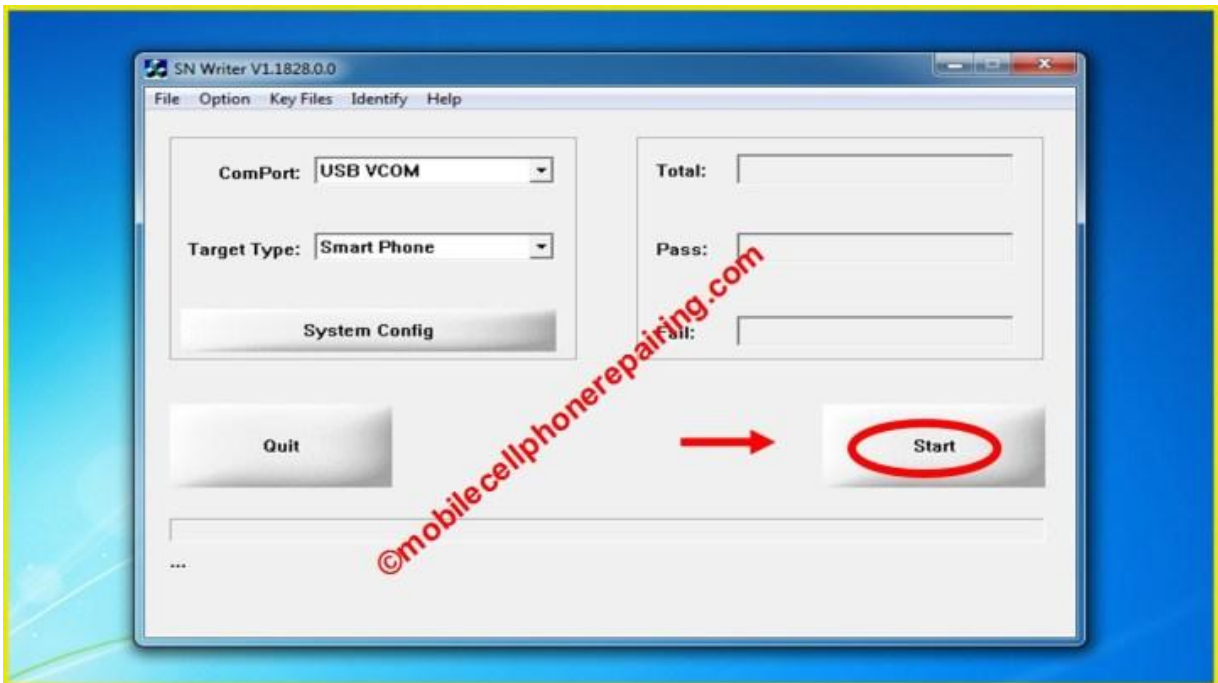 SN Writer V1.1828.0.0
File Option Key Files Identify Help
ComPort: USB VCOM
Target Type: Smart Phone
System Config
Total:
Pass:
Fail:
Quit
Start
...
©mobilecellphonerepairing.com